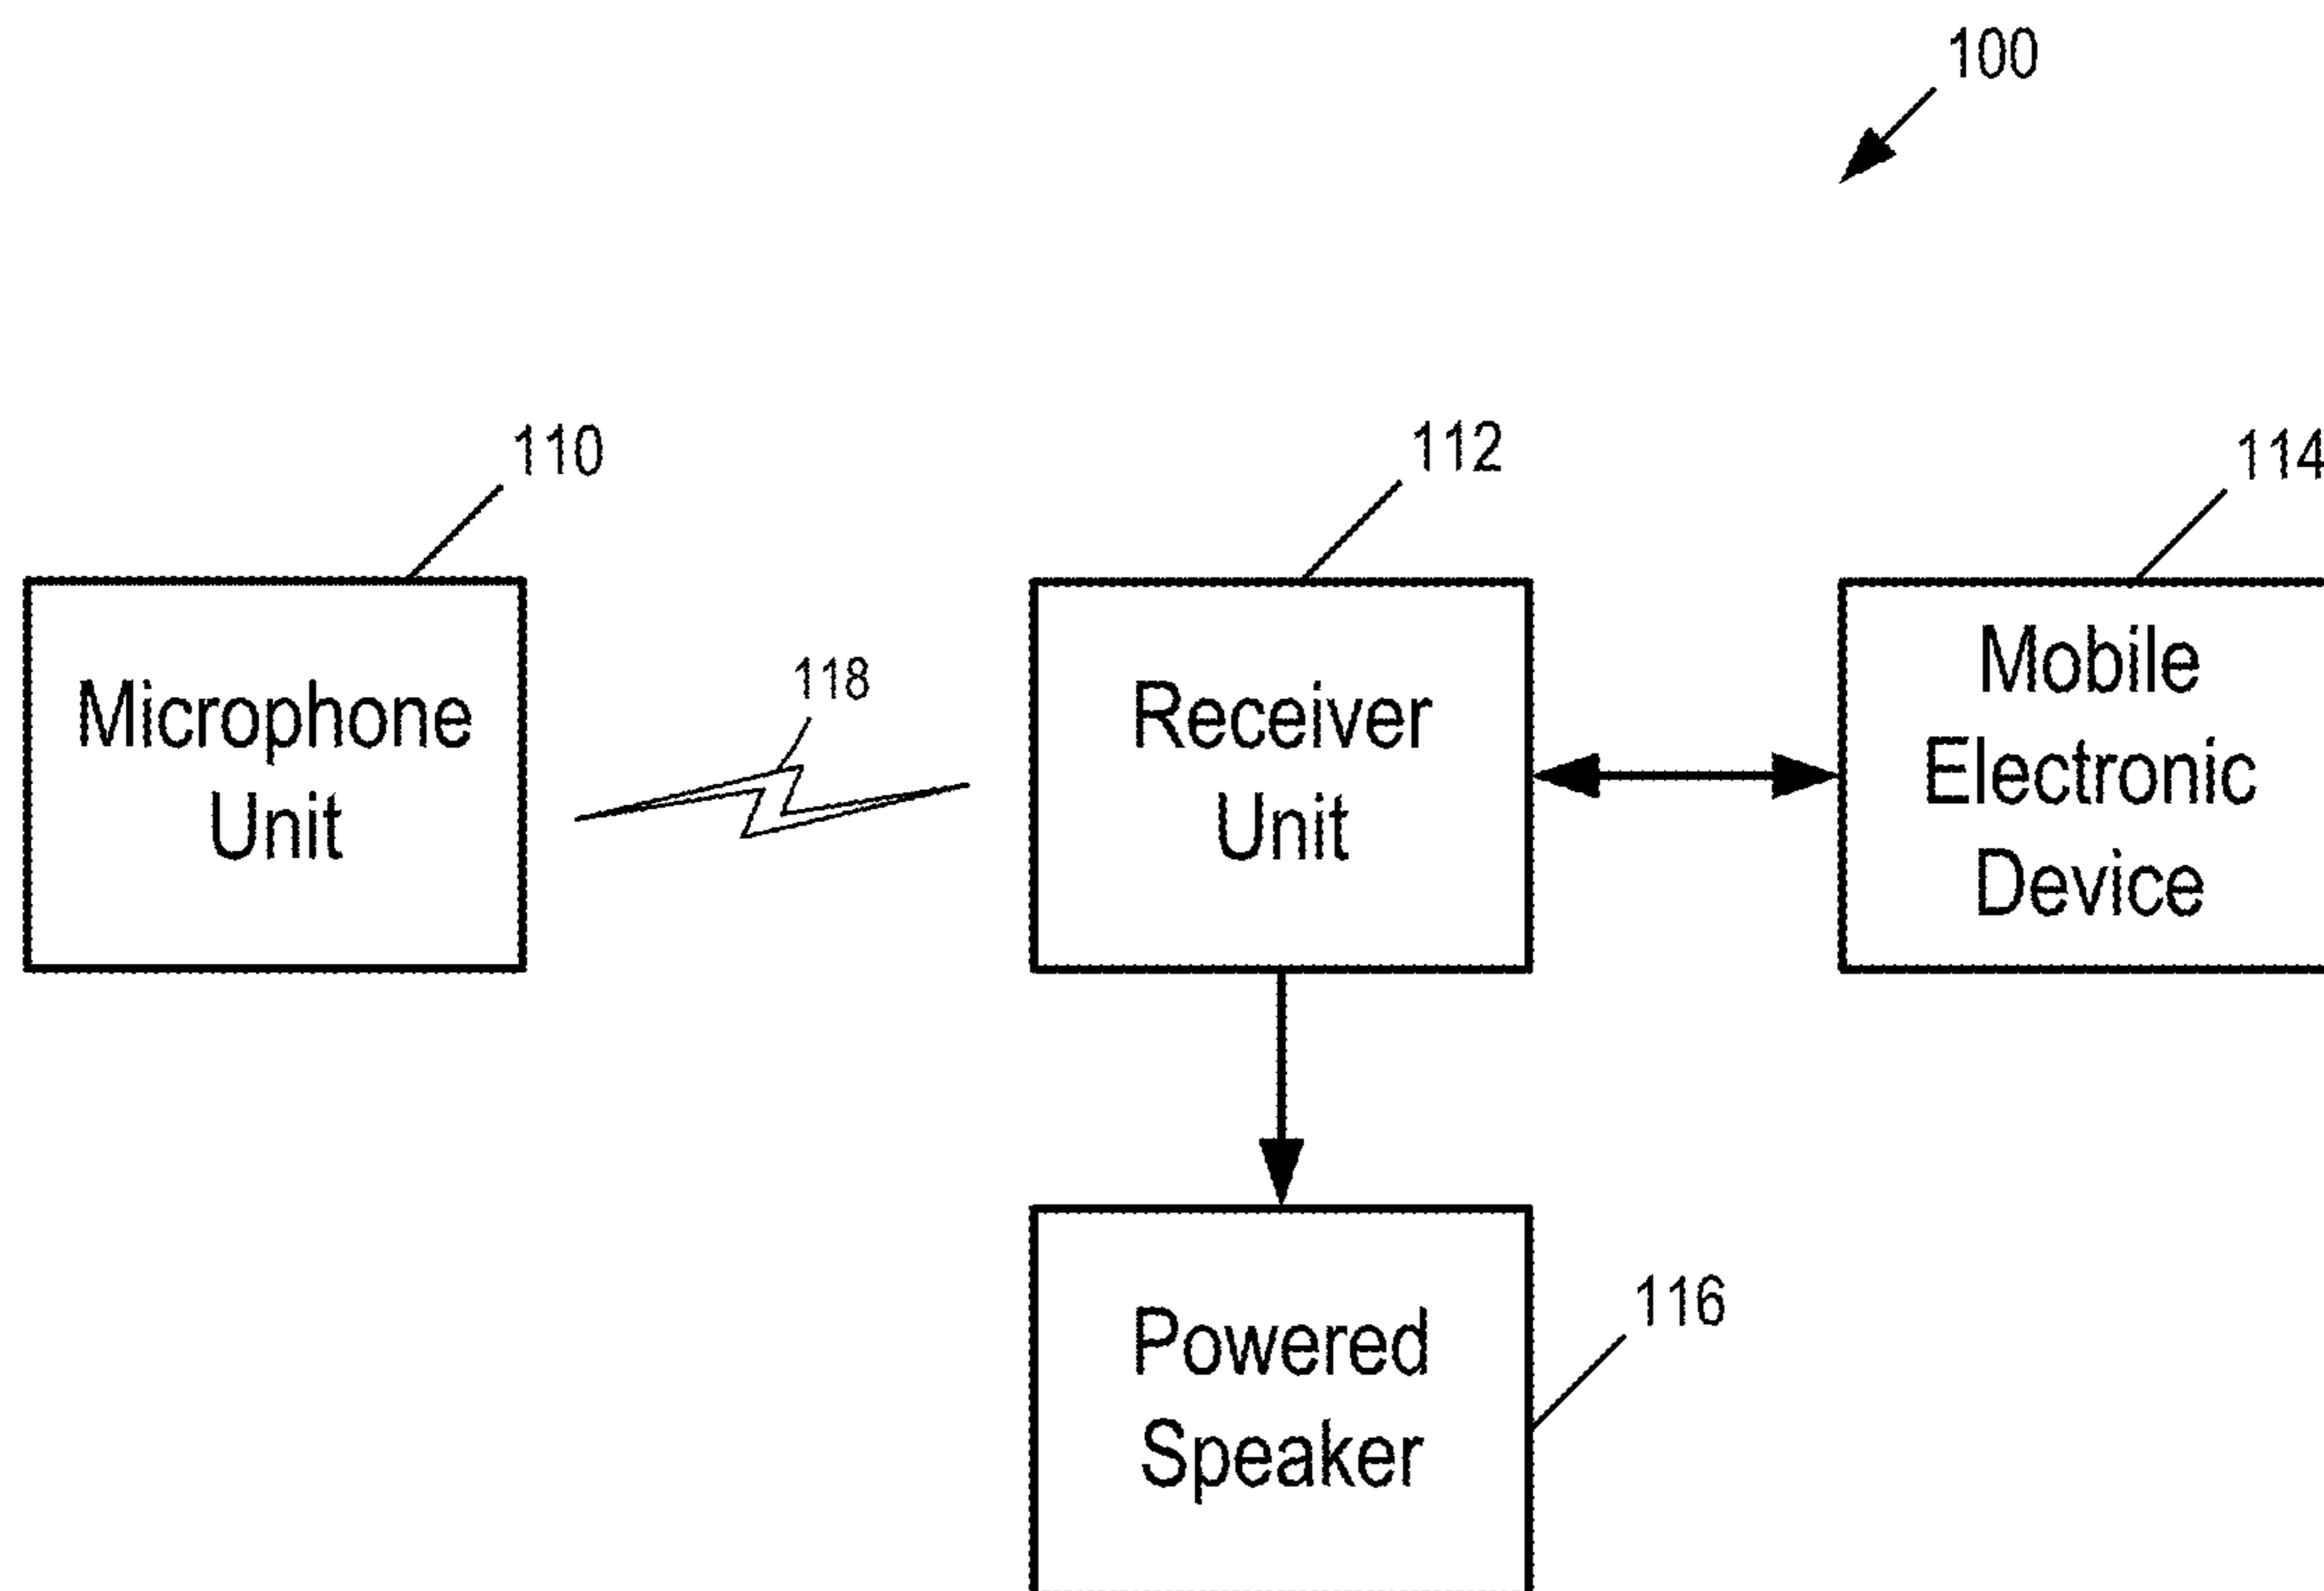 100
110
112
114
118
Microphone
Unit
Receiver
Unit
Mobile
Electronic
Device
116
Powered
Speaker